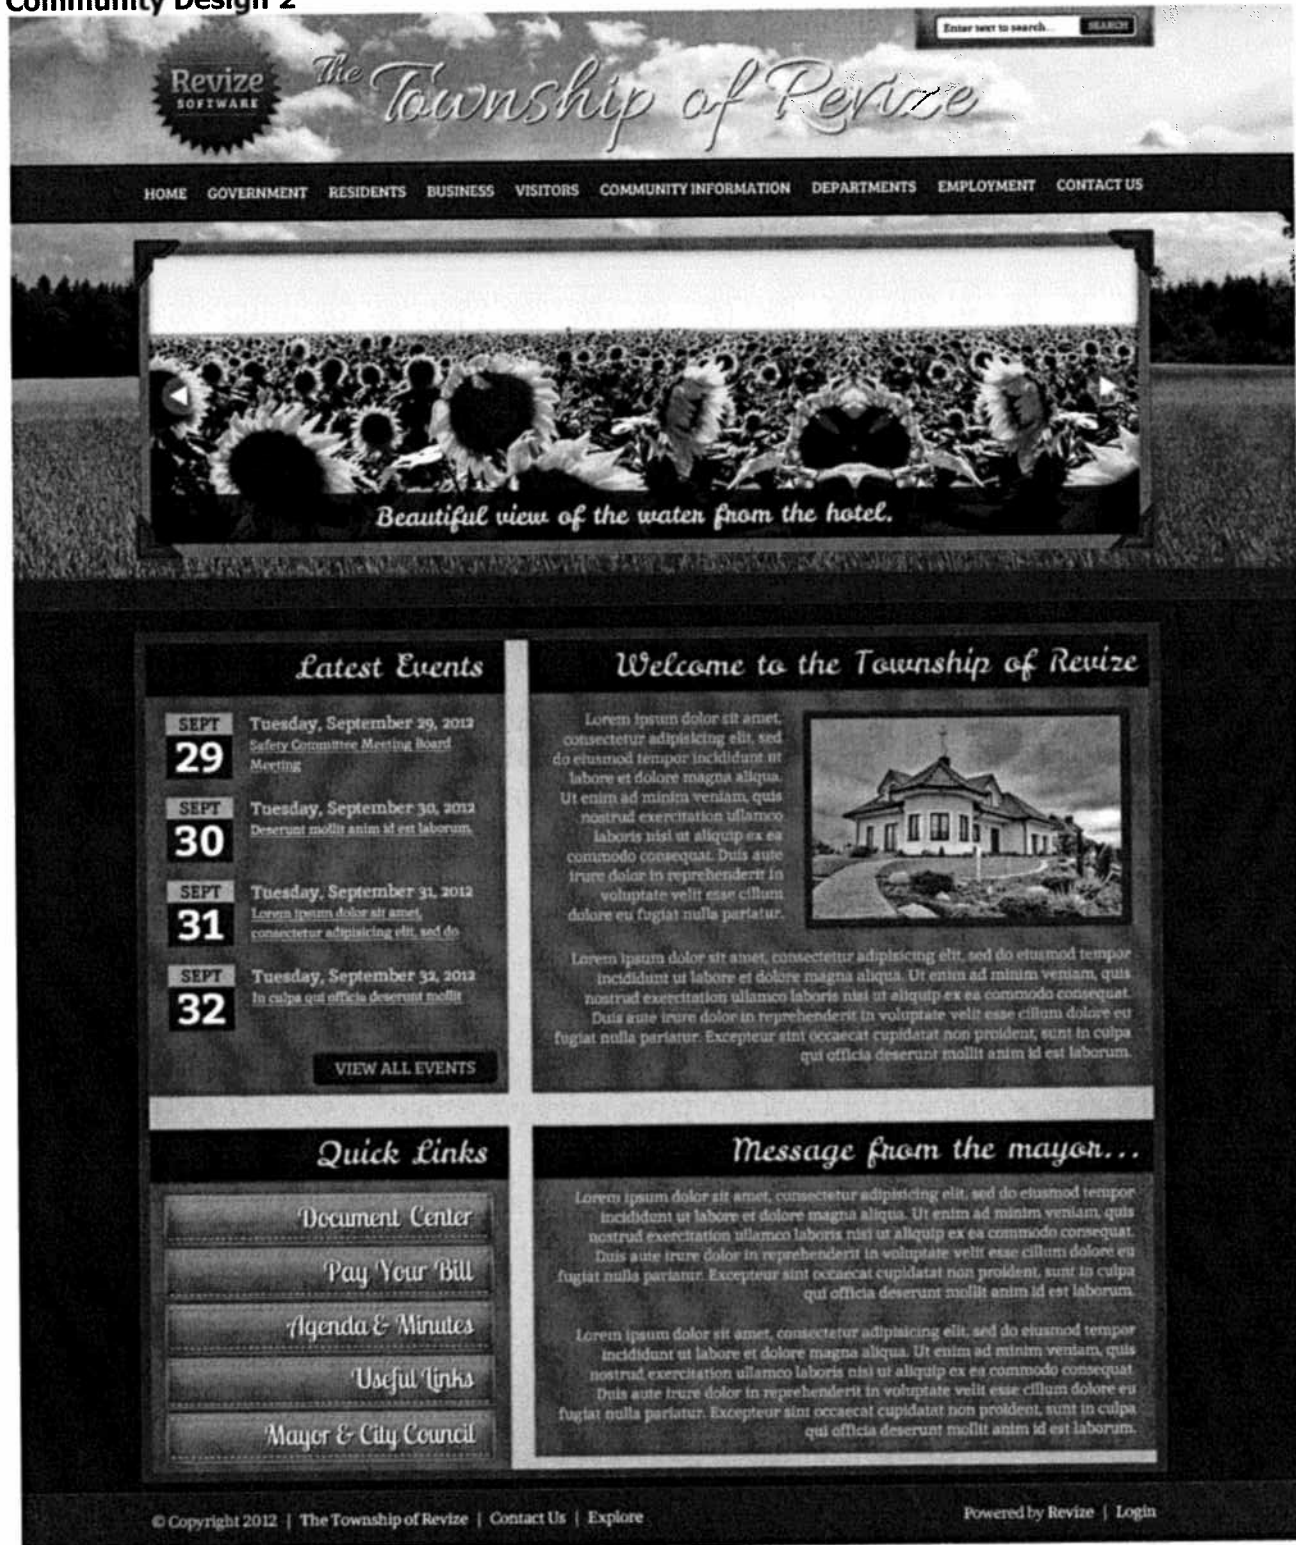 Community Design 2
Enter text to search...
SEARCH
Revize
SOFTWARE
The Township of Revize
HOME GOVERNMENT RESIDENTS BUSINESS VISITORS COMMUNITY INFORMATION DEPARTMENTS EMPLOYMENT CONTACT US
Beautiful view of the water from the hotel.
Latest Events
SEPT
29
Tuesday, September 29, 2012
Safety Committee Meeting Board
Meeting
SEPT
30
Tuesday, September 30, 2012
Deserunt mollit anim id est laborum.
SEPT
31
Tuesday, September 31, 2012
Lorem ipsum dolor sit amet,
consectetur adipisicing elit, sed do
SEPT
32
Tuesday, September 32, 2012
In culpa qui officia deserunt mollit
VIEW ALL EVENTS
Welcome to the Township of Revize
Lorem ipsum dolor sit amet,
consectetur adipisicing elit, sed
do eiusmod tempor incididunt ut
labore et dolore magna aliqua.
Ut enim ad minim veniam, quis
nostrud exercitation ullamco
laboris nisi ut aliquip ex ea
commodo consequat. Duis aute
irure dolor in reprehenderit in
voluptate velit esse cillum
dolore eu fugiat nulla pariatur.
Lorem ipsum dolor sit amet, consectetur adipisicing elit, sed do eiusmod tempor
incididunt ut labore et dolore magna aliqua. Ut enim ad minim veniam, quis
nostrud exercitation ullamco laboris nisi ut aliquip ex ea commodo consequat.
Duis aute irure dolor in reprehenderit in voluptate velit esse cillum dolore eu
fugiat nulla pariatur. Excepteur sint occaecat cupidatat non proident, sunt in culpa
qui officia deserunt mollit anim id est laborum.
Quick Links
Document Center
Pay Your Bill
Agenda & Minutes
Useful Links
Mayor & City Council
Message from the mayor...
Lorem ipsum dolor sit amet, consectetur adipisicing elit, sed do eiusmod tempor
incididunt ut labore et dolore magna aliqua. Ut enim ad minim veniam, quis
nostrud exercitation ullamco laboris nisi ut aliquip ex ea commodo consequat.
Duis aute irure dolor in reprehenderit in voluptate velit esse cillum dolore eu
fugiat nulla pariatur. Excepteur sint occaecat cupidatat non proident, sunt in culpa
qui officia deserunt mollit anim id est laborum.
Lorem ipsum dolor sit amet, consectetur adipisicing elit, sed do eiusmod tempor
incididunt ut labore et dolore magna aliqua. Ut enim ad minim veniam, quis
nostrud exercitation ullamco laboris nisi ut aliquip ex ea commodo consequat.
Duis aute irure dolor in reprehenderit in voluptate velit esse cillum dolore eu
fugiat nulla pariatur. Excepteur sint occaecat cupidatat non proident, sunt in culpa
qui officia deserunt mollit anim id est laborum.
© Copyright 2012 | The Township of Revize | Contact Us | Explore
Powered by Revize | Login